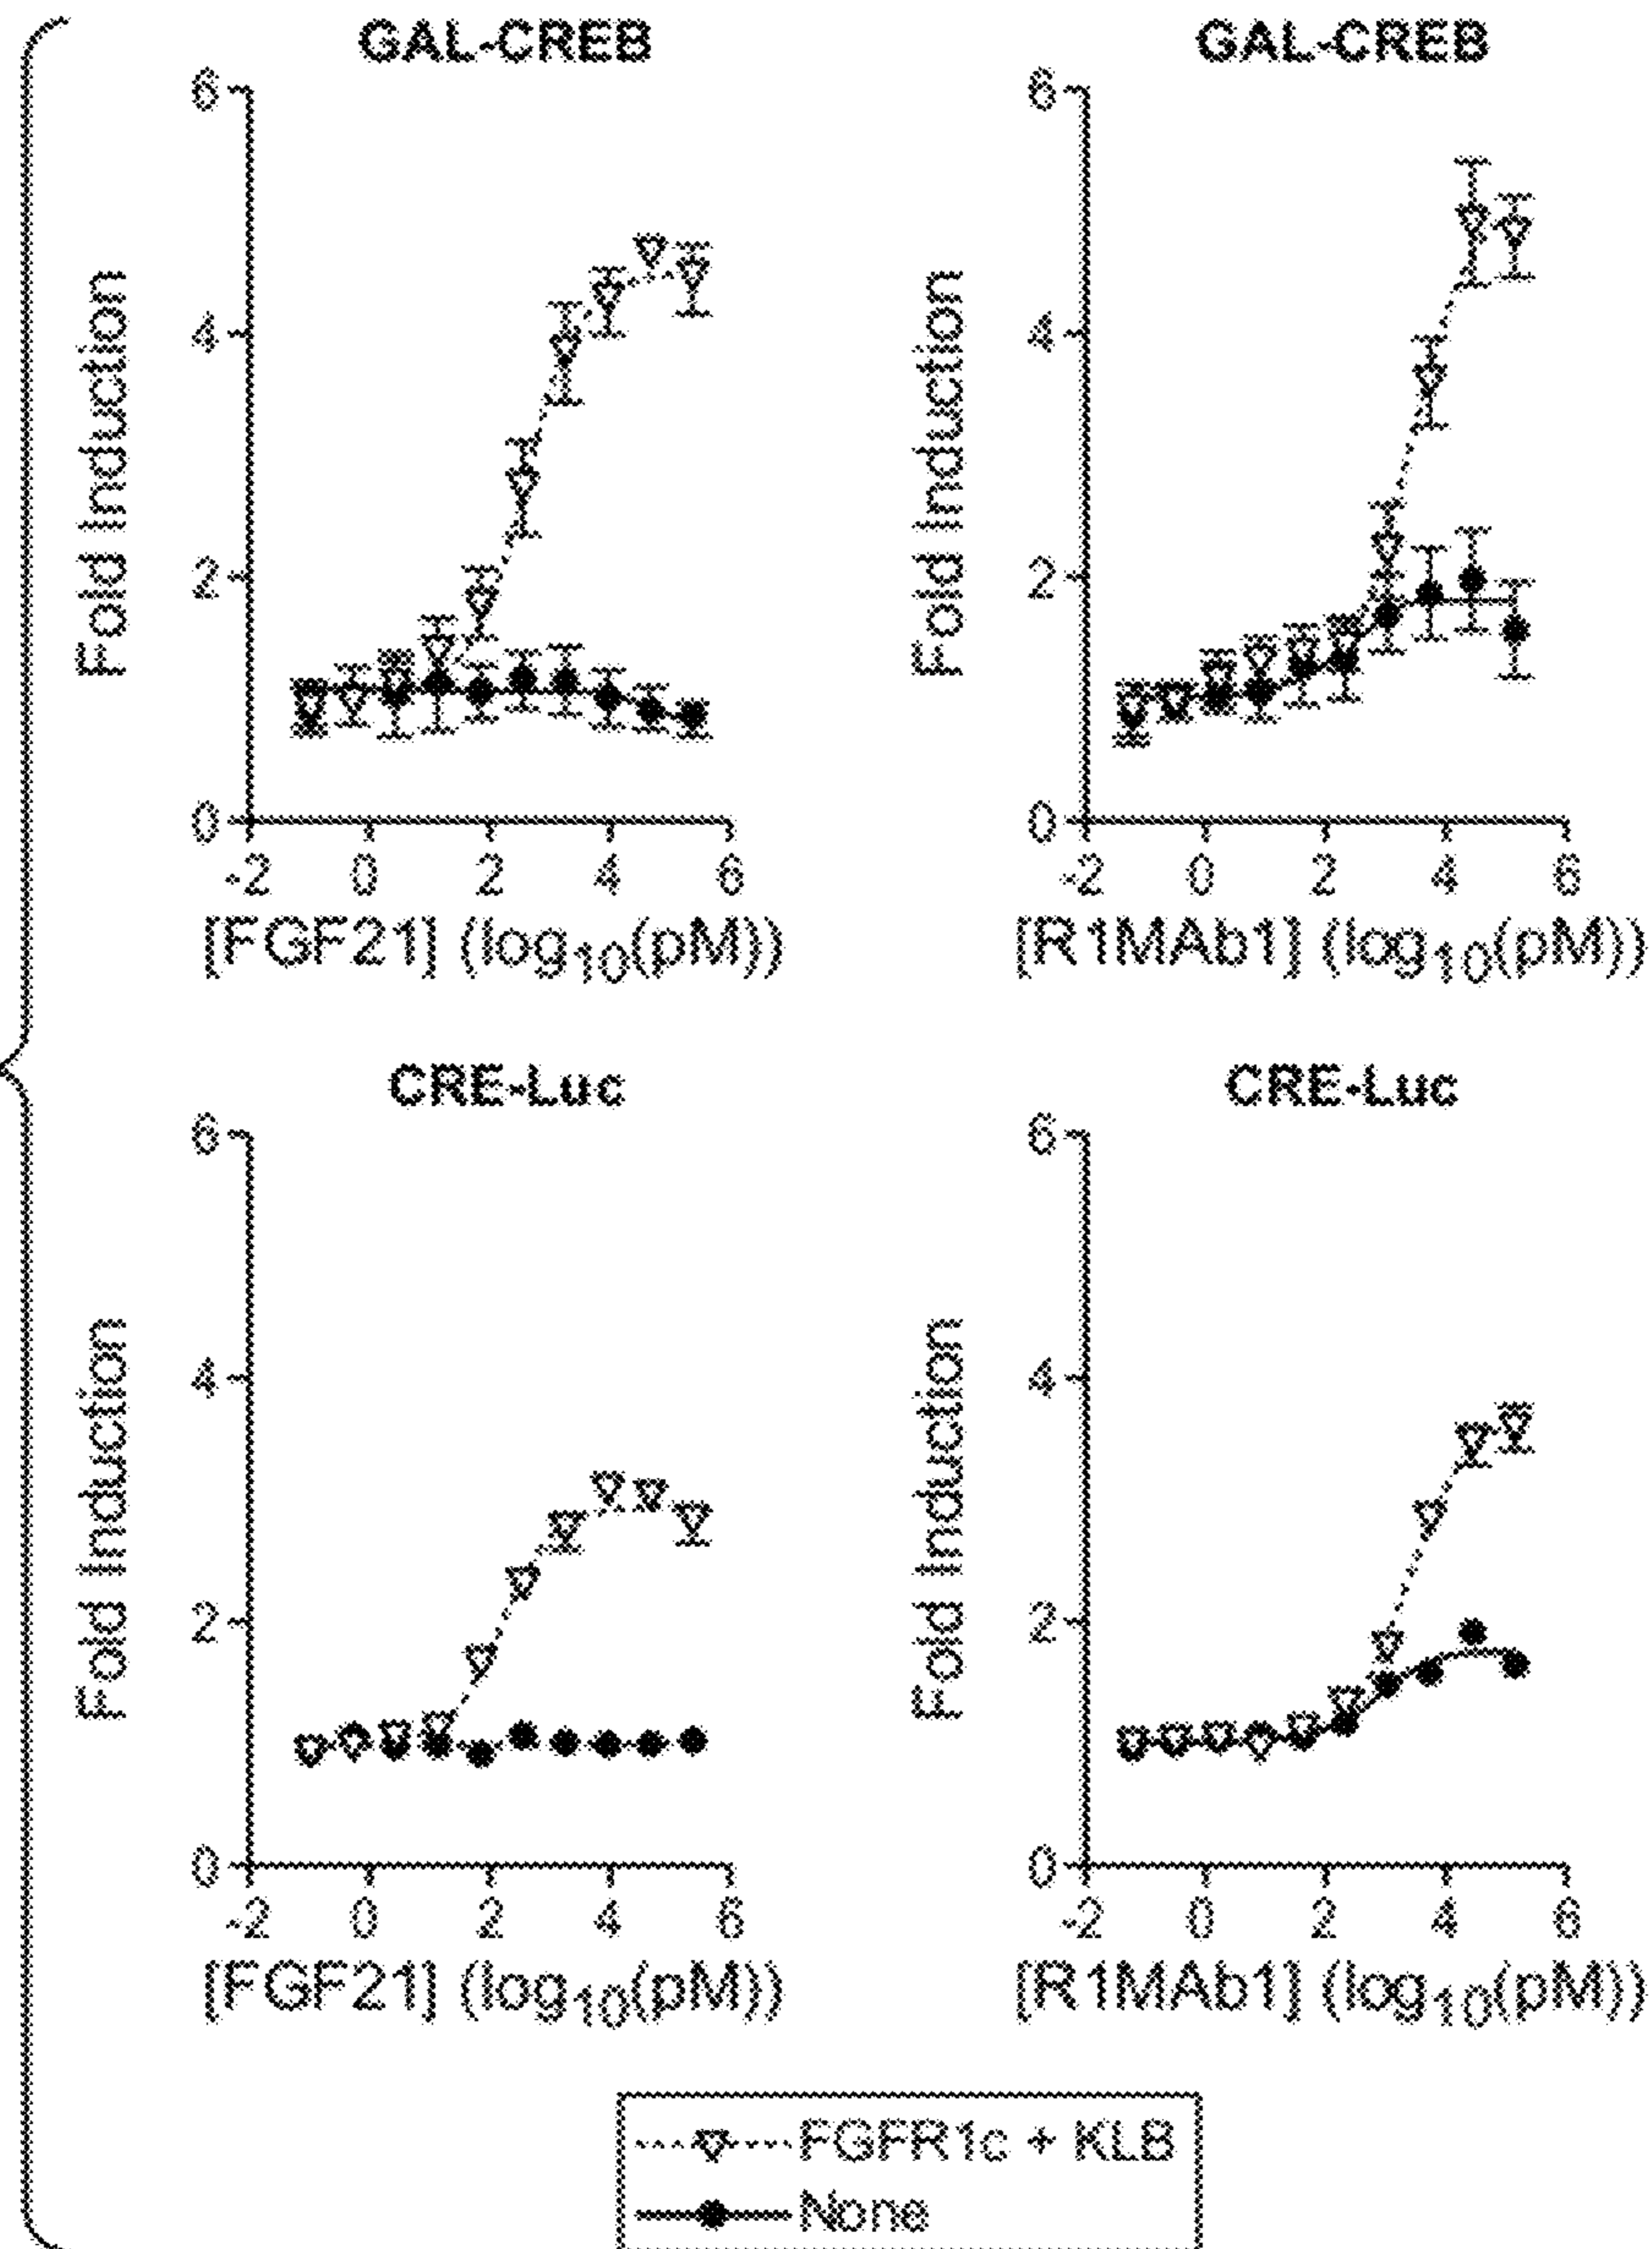 GAL-CREB
6
4
2
0
Fold Induction
-2 0 2 4 6
[FGF21] (log10(pM))
GAL-CREB
6
4
2
0
Fold Induction
-2 0 2 4 6
[R1MAb1] (log10(pM))
CRE-Luc
6
4
2
0
Fold Induction
-2 0 2 4 6
[FGF21] (log10(pM))
CRE-Luc
6
4
2
0
Fold Induction
-2 0 2 4 6
[R1MAb1] (log10(pM))
FGFR1c + KLB
None